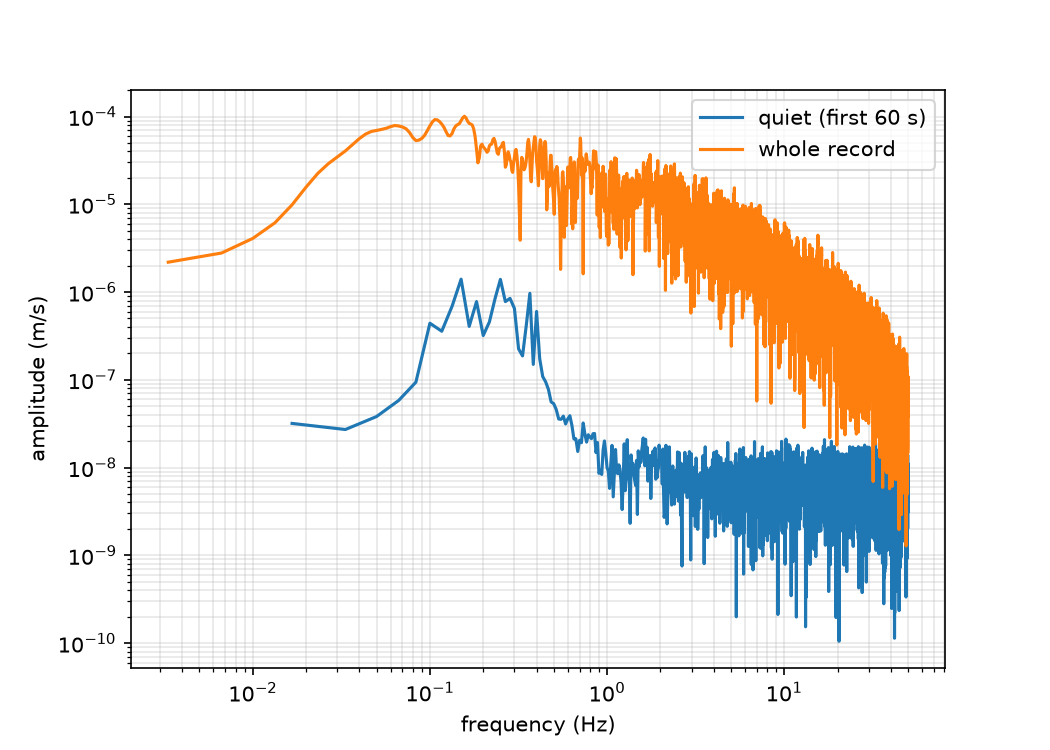 quiet (first 60 s)
whole record
10⁻⁴
10⁻⁵
10⁻⁶
10⁻⁷
10⁻⁸
10⁻⁹
10⁻¹⁰
amplitude (m/s)
10⁻² 10⁻¹ 10⁰ 10¹
frequency (Hz)